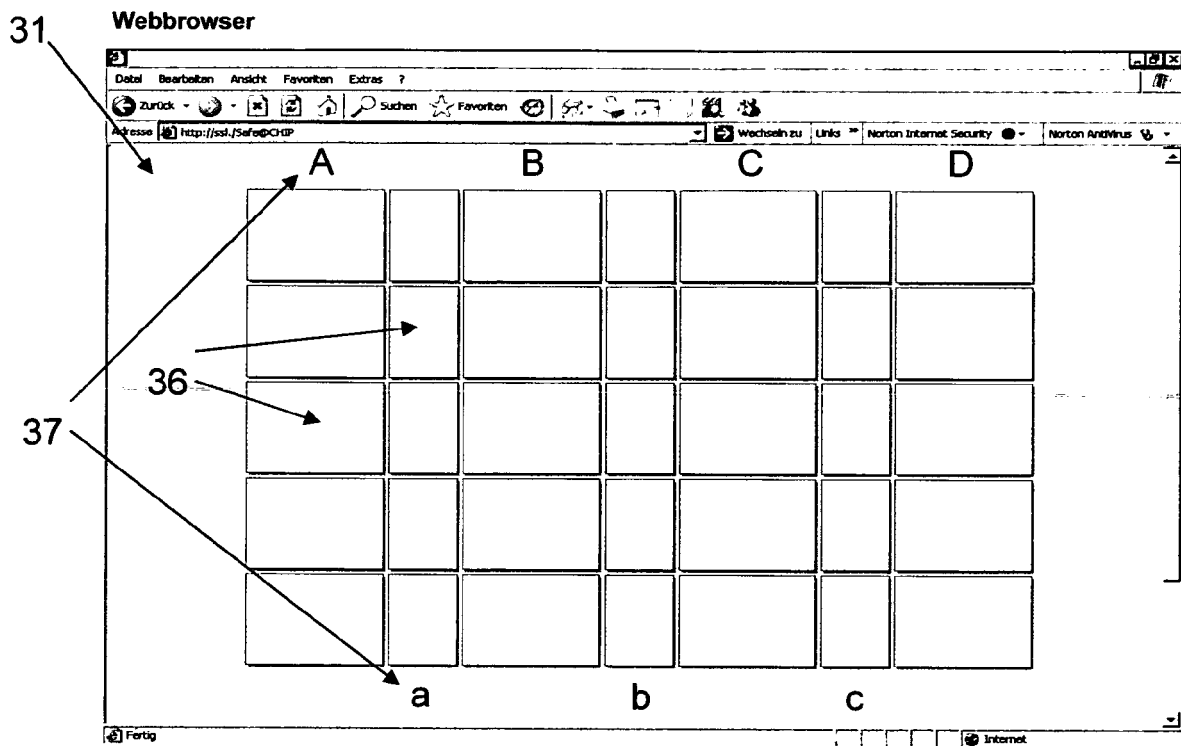 Webbrowser
31
Datei Bearbeiten Ansicht Favoriten Extras ?
Zurück Suchen Favoriten
Adresse http://ssl./Safe@CHIP Wechseln zu Links » Norton Internet Security Norton AntiVirus
A B C D
36
37
a b c
Fertig Internet